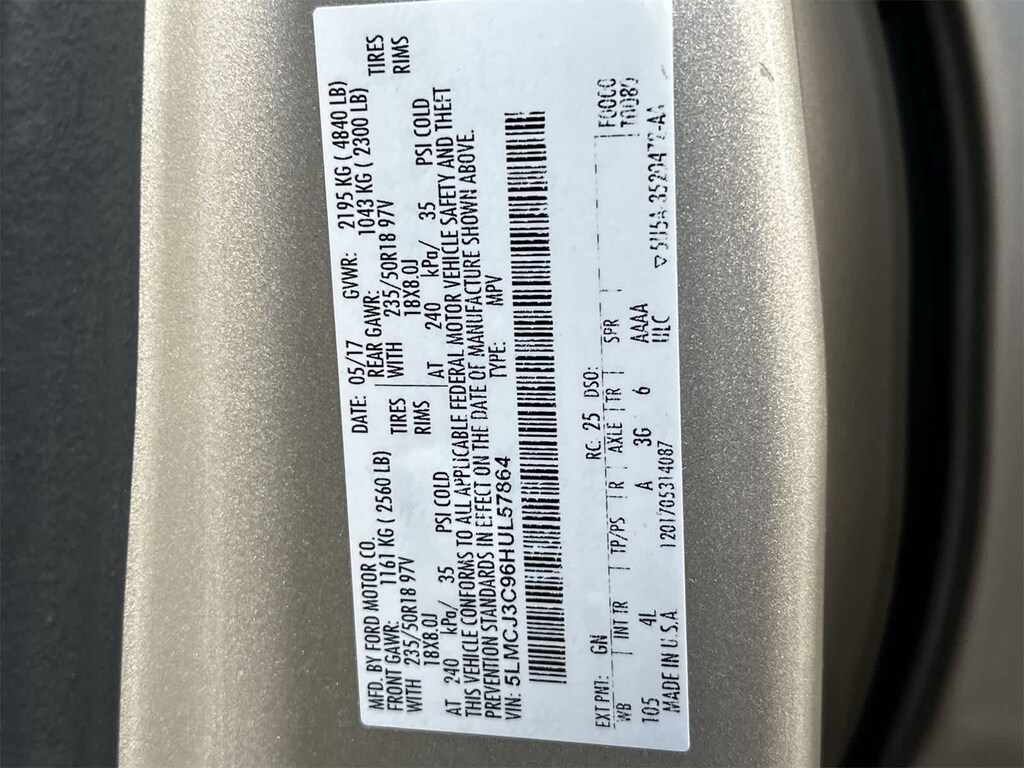 MFD. BY FORD MOTOR CO. DATE: 05/17 GVWR: 2195 KG ( 4840 LB)
FRONT GAWR: 1161 KG ( 2560 LB) REAR GAWR: 1043 KG ( 2300 LB)
WITH 235/50R18 97V TIRES WITH 235/50R18 97V TIRES
18X8.0J RIMS 18X8.0J RIMS
AT 240 kPa/ 35 PSI COLD AT 240 kPa/ 35 PSI COLD
THIS VEHICLE CONFORMS TO ALL APPLICABLE FEDERAL MOTOR VEHICLE SAFETY AND THEFT
PREVENTION STANDARDS IN EFFECT ON THE DATE OF MANUFACTURE SHOWN ABOVE.
VIN: 5LMCJ3C96HUL57864 TYPE: MPV
EXT PNT: GN RC: 25 DSO:
WB INT TR TP/PS R AXLE TR SPR
105 4L A 3G 6 AAAA
MADE IN U.S.A. 1201705314087 ULC